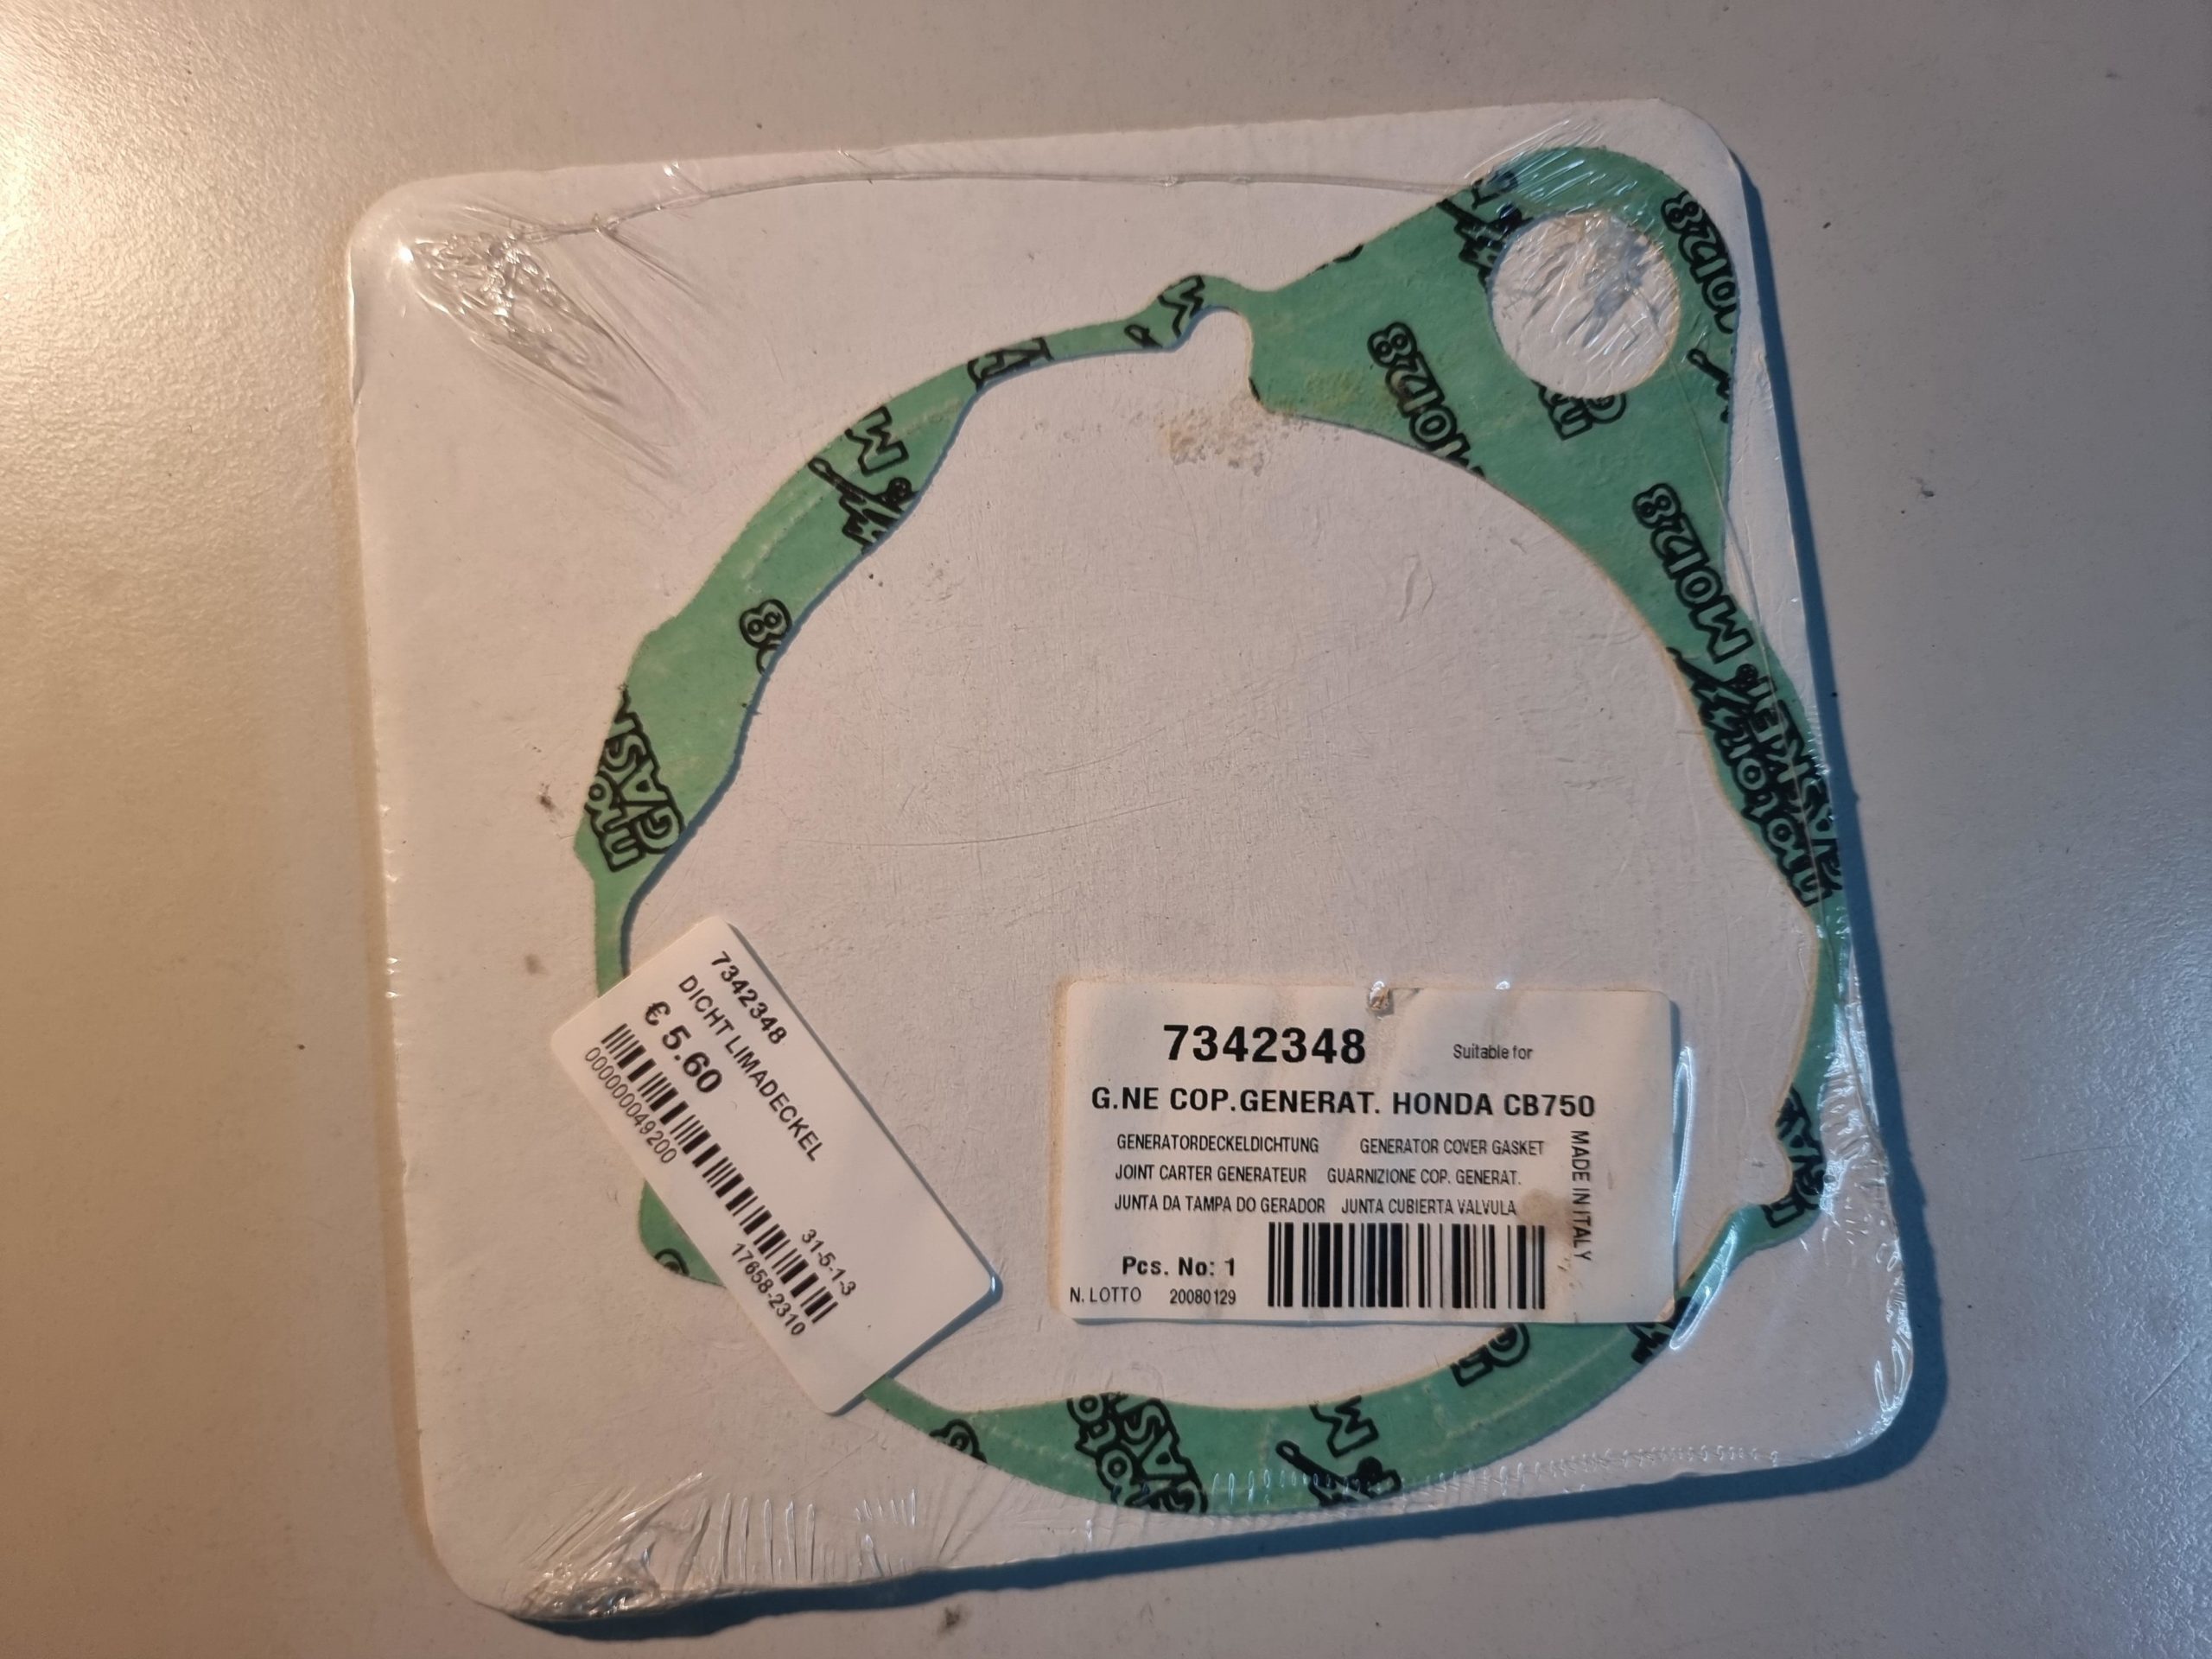 7342348
DICHT LIMADECKEL
€ 5.60
000000049200
31-5-1-3
17658-2310
7342348
Suitable for
G.NE COP.GENERAT. HONDA CB750
GENERATORDECKELDICHTUNG GENERATOR COVER GASKET
JOINT CARTER GENERATEUR GUARNIZIONE COP. GENERAT.
JUNTA DA TAMPA DO GERADOR JUNTA CUBIERTA VALVULA
MADE IN ITALY
Pcs. No: 1
N. LOTTO 20080129